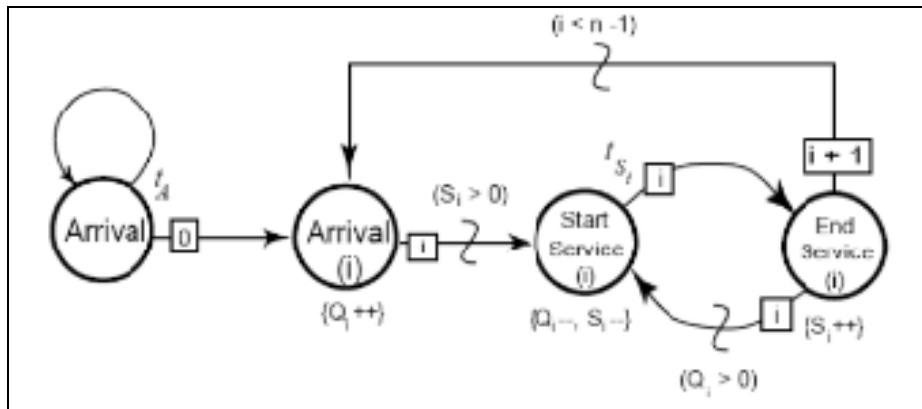 (i < n -1)
i + 1
t_A
(S_i > 0)
t_S_i
i
Arrival
0
Arrival
(i)
i
Start
Service
(i)
End
Service
(i)
{Q_i ++}
{Q_i --, S_i --}
i
{S_i ++}
(Q_i > 0)